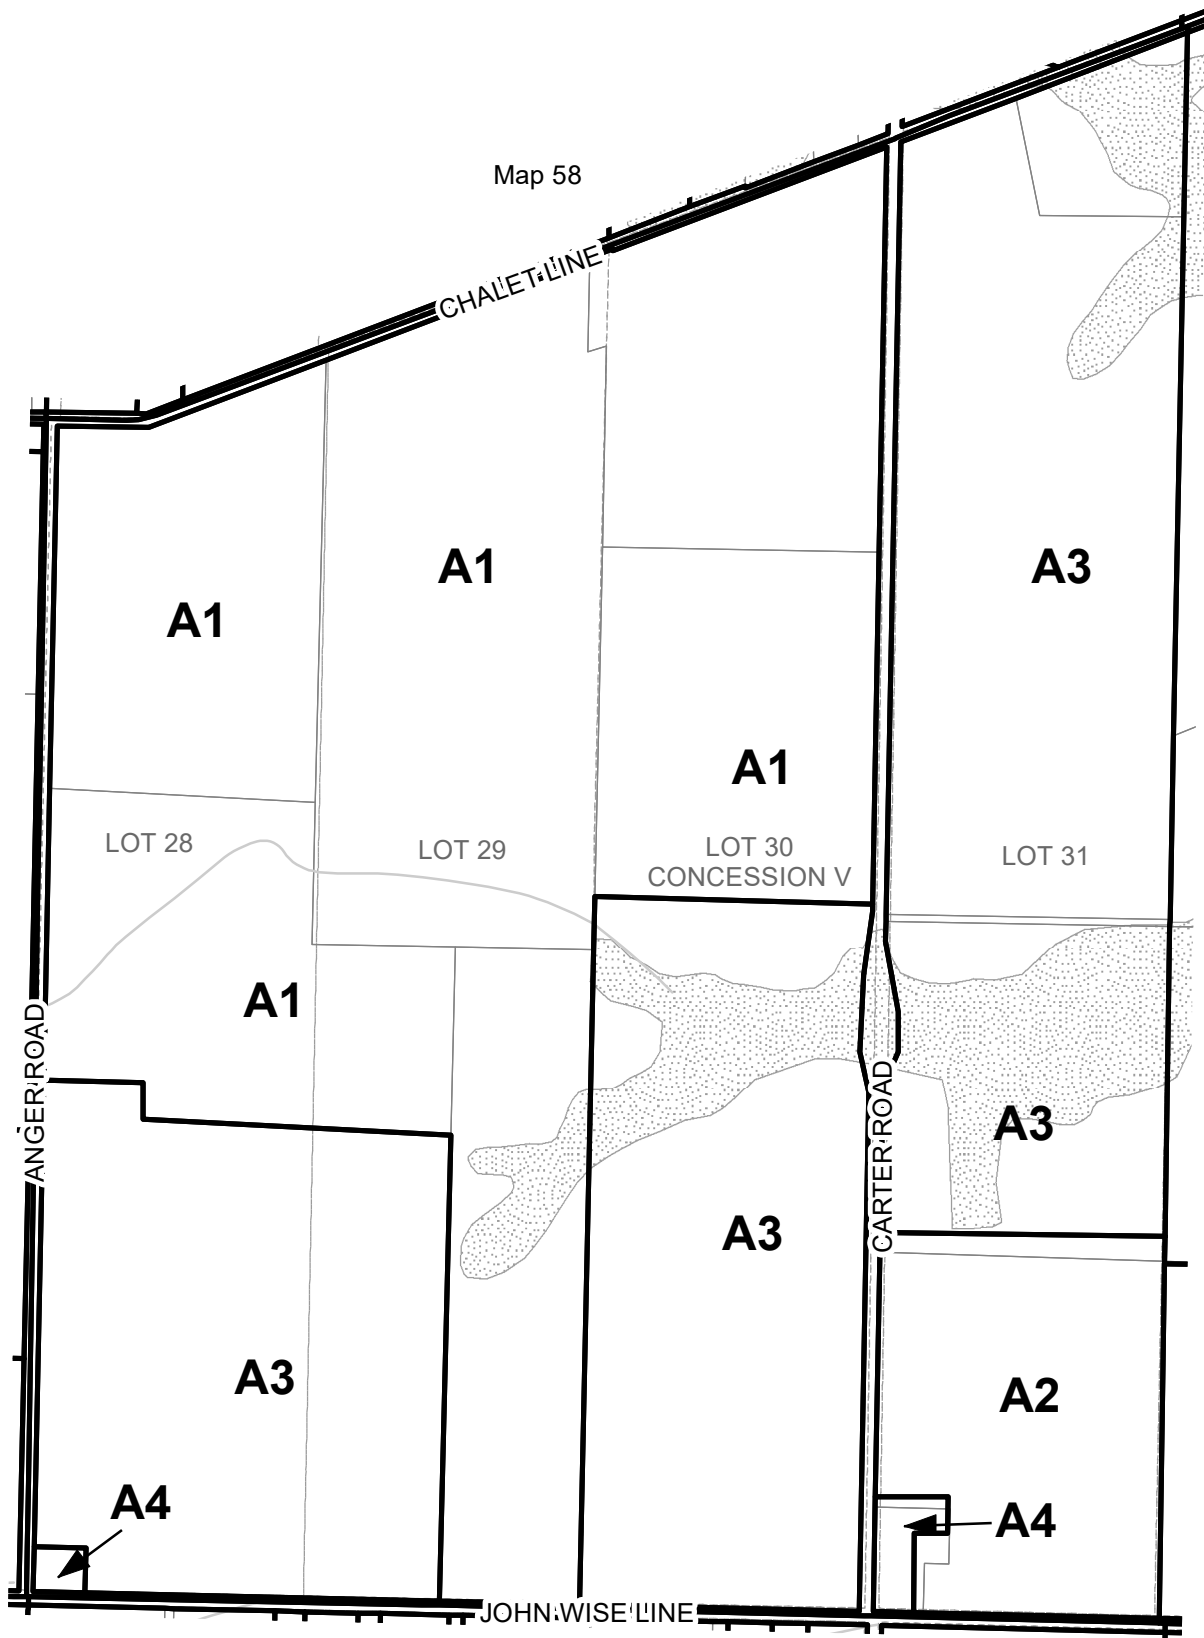 Map 58
CHALET LINE
A1
A3
A1
A1
LOT 28
LOT 29
LOT 30
CONCESSION V
LOT 31
A1
ANGER ROAD
CARTER ROAD
A3
A3
A3
A2
A4
A4
JOHN WISE LINE